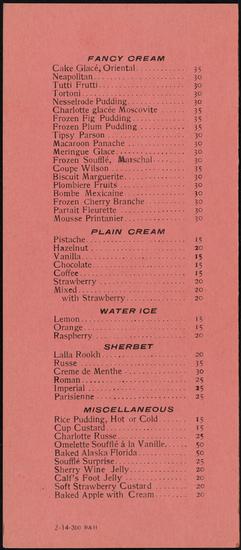 FANCY CREAM
Cake Glacé, Oriental 35
Neapolitan 30
Tutti Frutti 30
Tortoni 30
Nesselrode Pudding 30
Charlotte glacée Moscovite 35
Frozen Fig Pudding 35
Frozen Plum Pudding 35
Tipsy Parson 30
Macaroon Panache 30
Meringue Glace 30
Frozen Soufflé, Marschal 30
Coupe Wilson 35
Biscuit Marguerite 30
Plombiere Fruits 30
Bombe Mexicaine 30
Frozen Cherry Branche 30
Parfait Fleurette 30
Mousse Printanier 30
PLAIN CREAM
Pistache 15
Hazelnut 20
Vanilla 15
Chocolate 15
Coffee 15
Strawberry 20
Mixed 20
with Strawberry 20
WATER ICE
Lemon 15
Orange 15
Raspberry 20
SHERBET
Lalla Rookh 20
Russe 35
Creme de Menthe 30
Roman 25
Imperial 25
Parisienne 25
MISCELLANEOUS
Rice Pudding, Hot or Cold 15
Cup Custard 15
Charlotte Russe 25
Omelette Soufflé à la Vanille 50
Baked Alaska Florida 50
Soufflé Surprise 25
Sherry Wine Jelly 20
Calf's Foot Jelly 20
Soft Strawberry Custard 20
Baked Apple with Cream 20